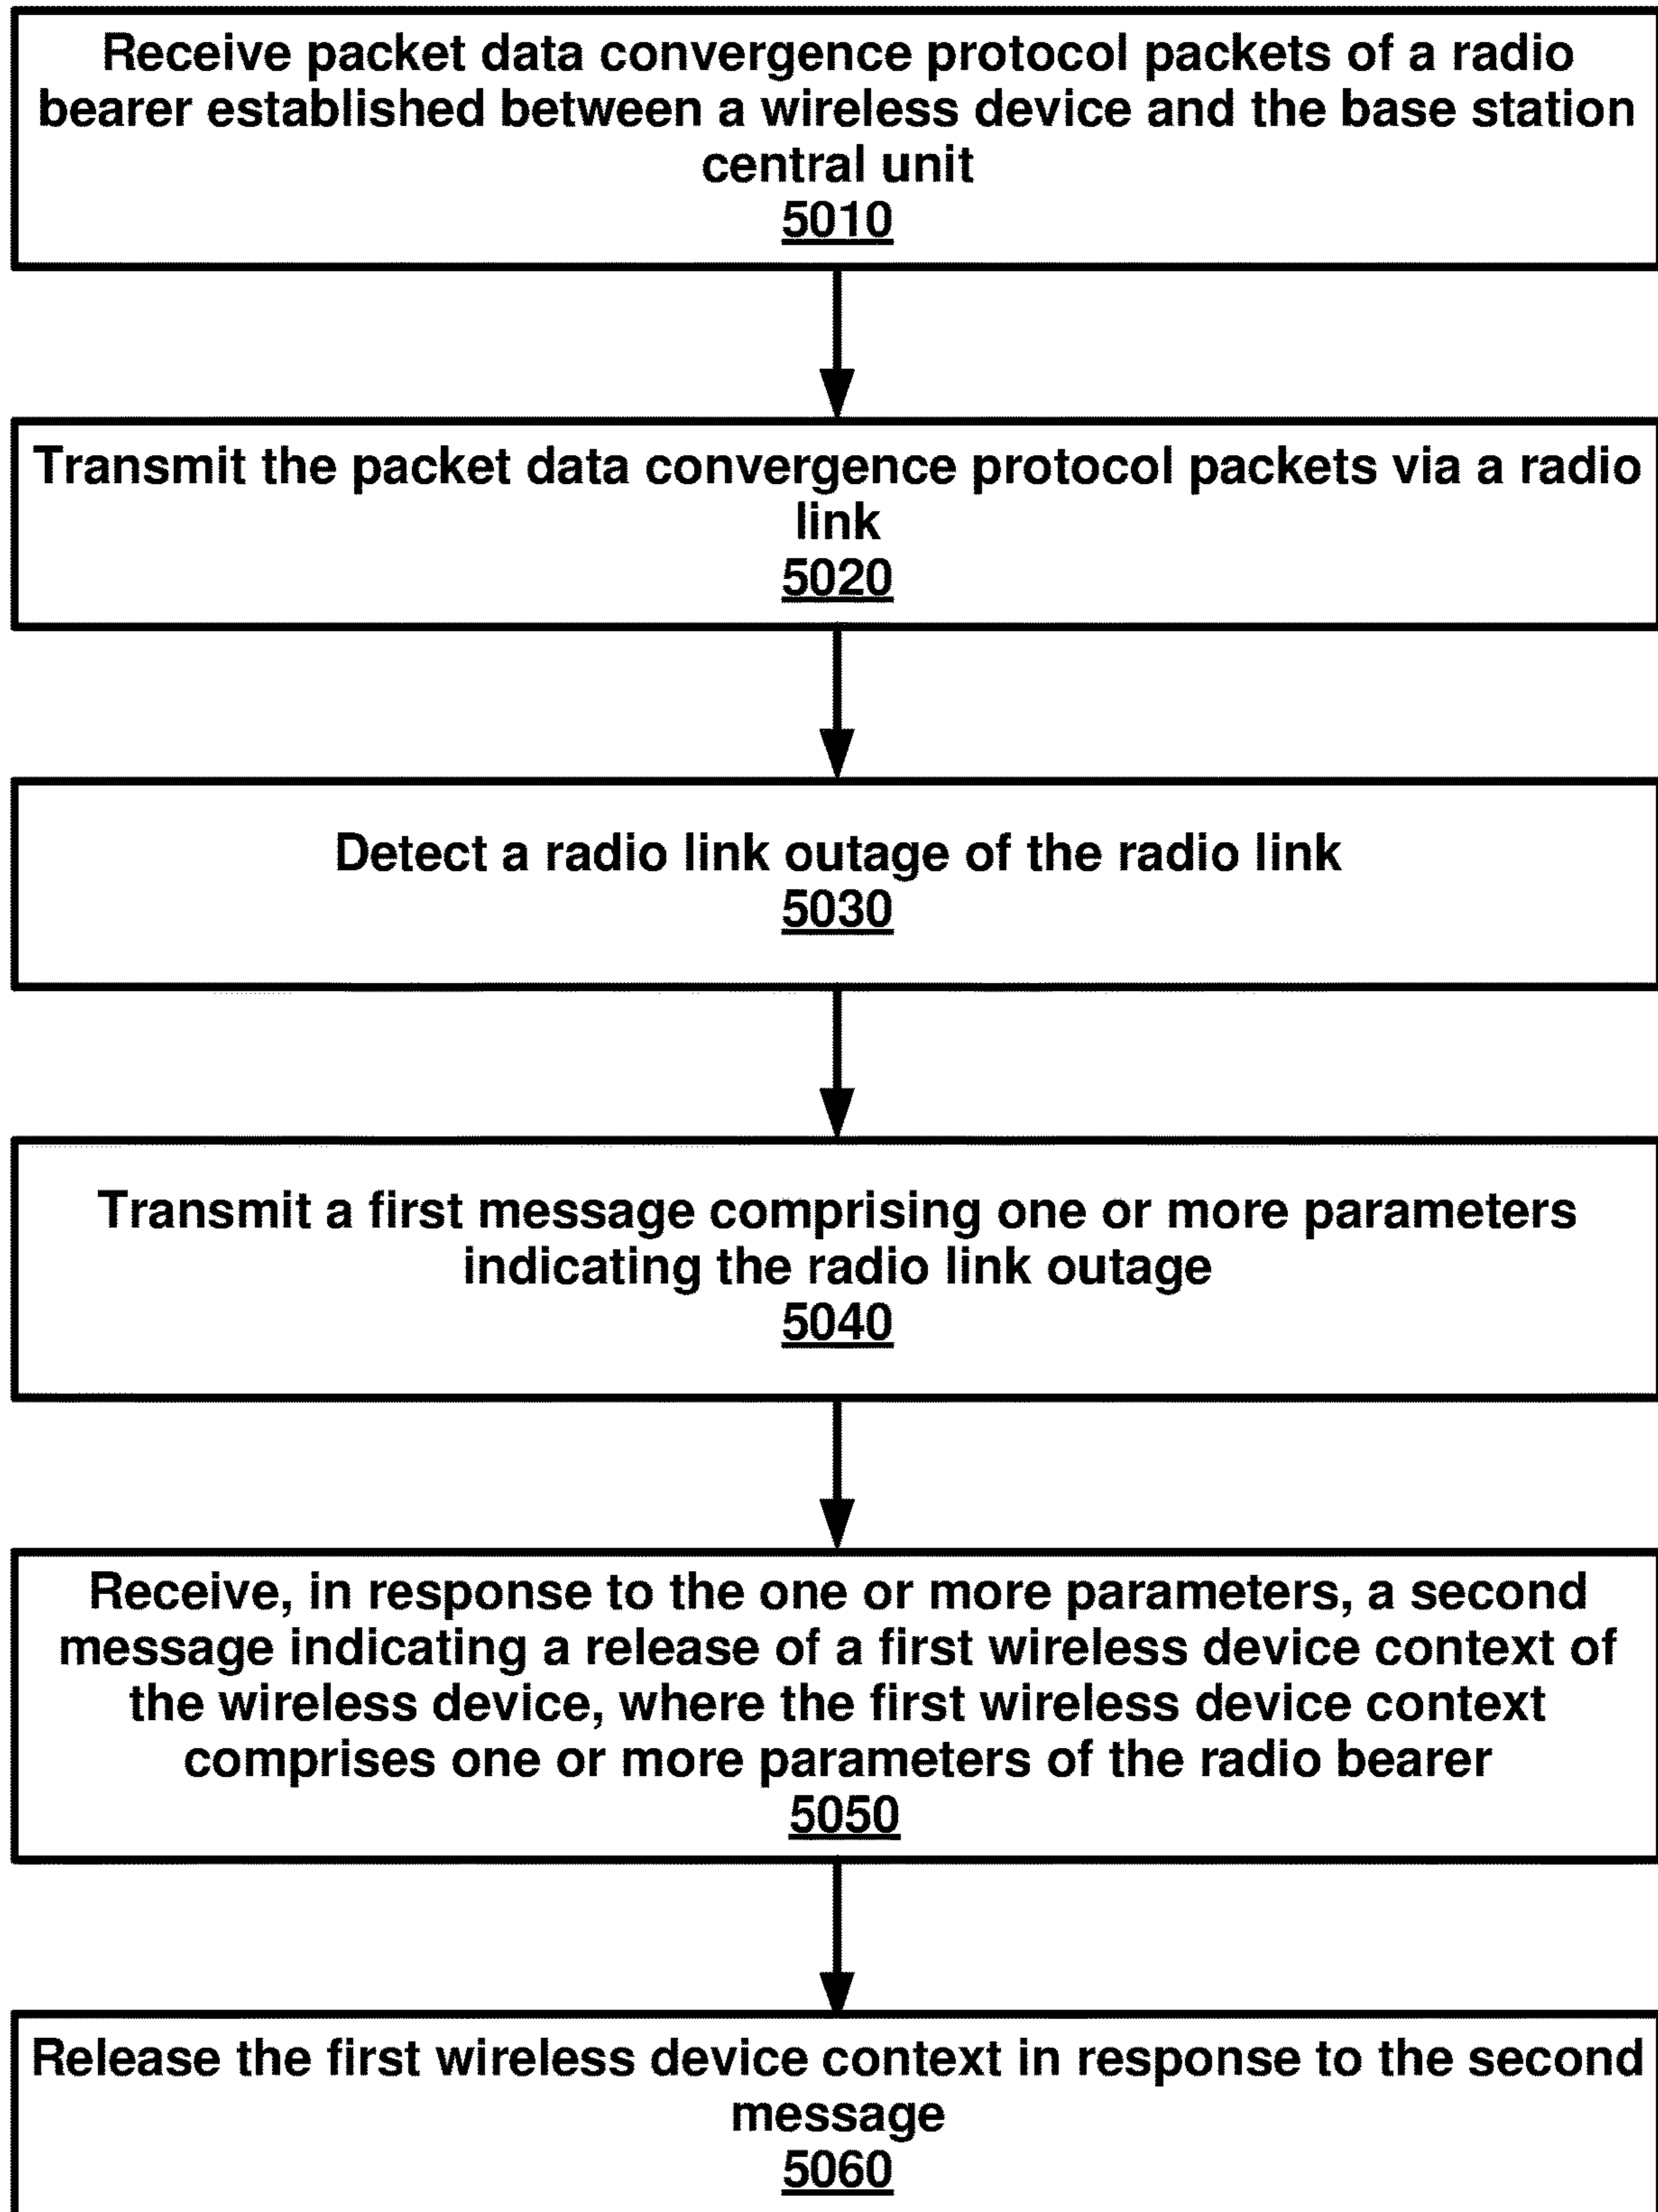 Receive packet data convergence protocol packets of a radio
bearer established between a wireless device and the base station
central unit
5010
Transmit the packet data convergence protocol packets via a radio
link
5020
Detect a radio link outage of the radio link
5030
Transmit a first message comprising one or more parameters
indicating the radio link outage
5040
Receive, in response to the one or more parameters, a second
message indicating a release of a first wireless device context of
the wireless device, where the first wireless device context
comprises one or more parameters of the radio bearer
5050
Release the first wireless device context in response to the second
message
5060